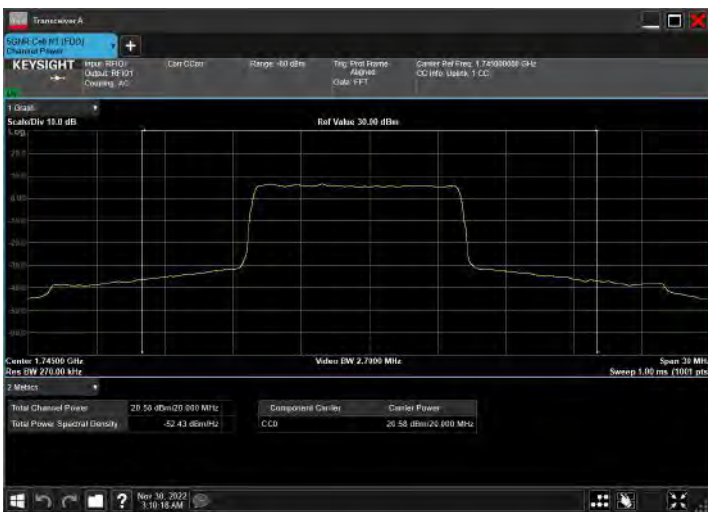 Transceiver A
5GNR-Cell N1 (FDD)
Channel Power
KEYSIGHT
Input: RFIO1
Output: RFIO1
Coupling: AC
Corr CCorr
Trig: Prot Frame
Aligned
Gate: FFT
Carrier Ref Freq: 1.745000000 GHz
CC Info: Uplink, 1 CC
1 Graph
Scale/Div 10.0 dB
Ref Value 30.00 dBm
Log
Center 1.74500 GHz
Video BW 2.7000 MHz
Span 30 MHz
Res BW 270.00 kHz
Sweep 1.00 ms (1001 pts
2 Metrics
Total Channel Power
20.58 dBm/20.000 MHz
Total Power Spectral Density
-52.43 dBm/Hz
Component Carrier
Carrier Power
CC0
20.58 dBm/20.000 MHz
Nov 30, 2022
3:10:18 AM